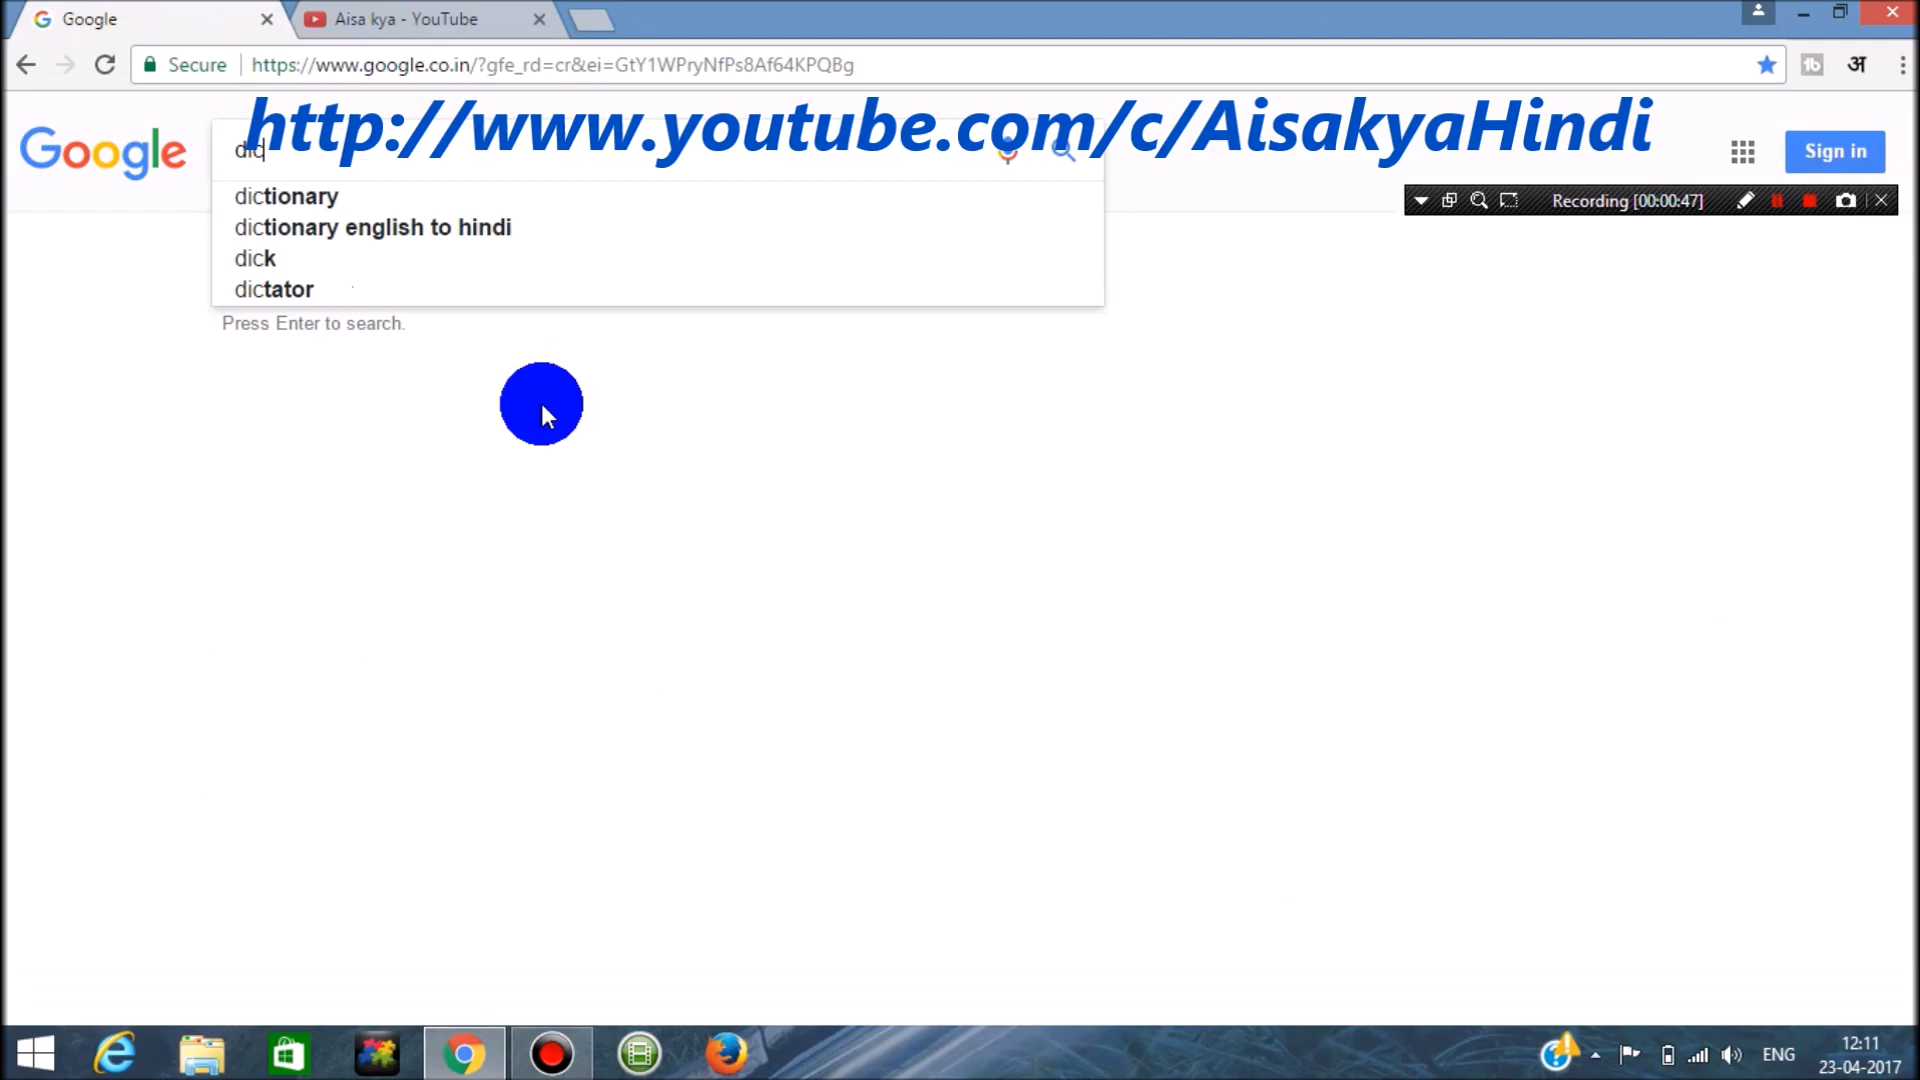 Google
Aisa kya - YouTube
Secure
https://www.google.co.in/?gfe_rd=cr&ei=GtY1WPryNfPs8Af64KPQBg
अ
http://www.youtube.com/c/AisakyaHindi
Google
dic
Sign in
dictionary
Recording [00:00:47]
dictionary english to hindi
dick
dictator
Press Enter to search.
ENG
12:11
23-04-2017